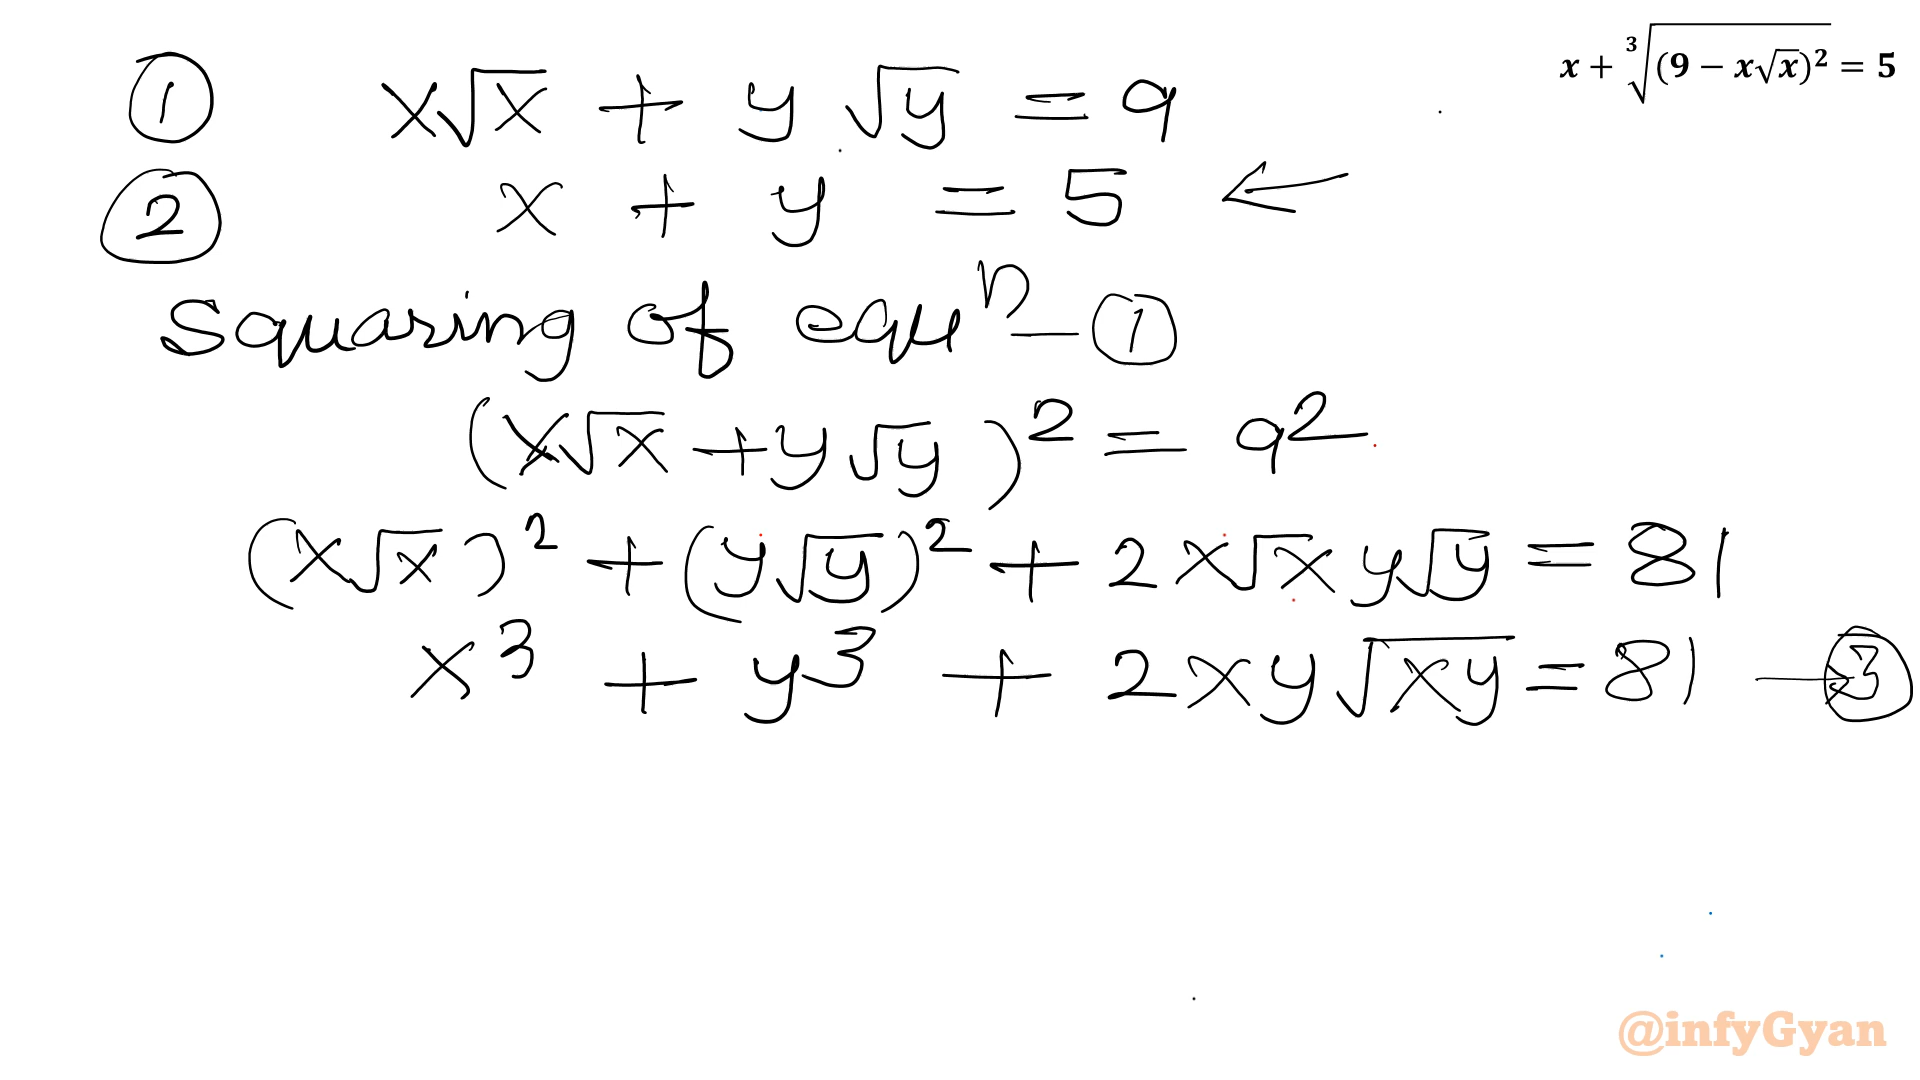 x + ∛(9 − x√x)² = 5
① x√x + y√y = 9
② x + y = 5 ←
Squaring of equⁿ – ①
(x√x + y√y)² = 9²
(x√x)² + (y√y)² + 2x√x y√y = 81
x³ + y³ + 2xy√xy = 81 — ③
@infyGyan